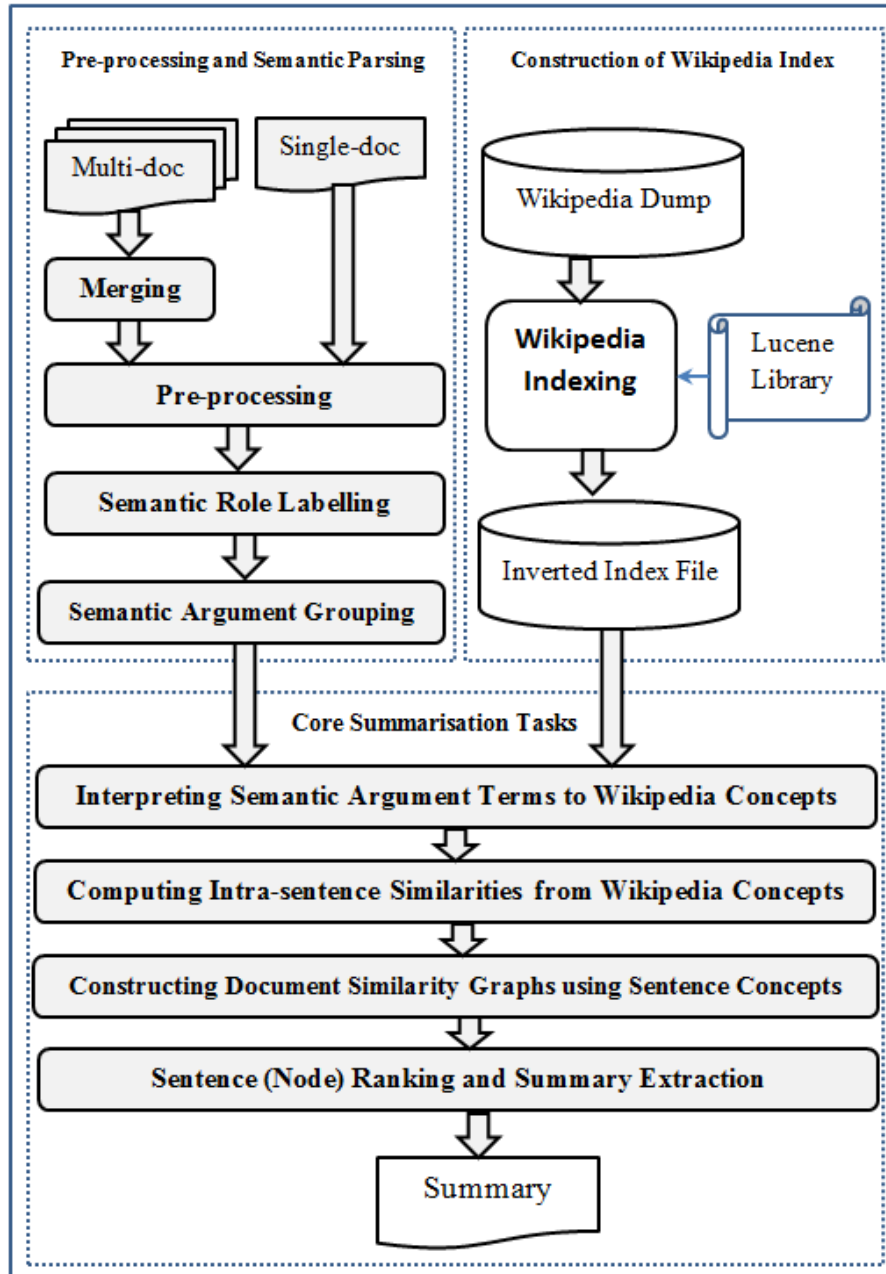 Pre-processing and Semantic Parsing
Multi-doc
Single-doc
Merging
Pre-processing
Semantic Role Labelling
Semantic Argument Grouping
Construction of Wikipedia Index
Wikipedia Dump
Wikipedia
Indexing
Lucene
Library
Inverted Index File
Core Summarisation Tasks
Interpreting Semantic Argument Terms to Wikipedia Concepts
Computing Intra-sentence Similarities from Wikipedia Concepts
Constructing Document Similarity Graphs using Sentence Concepts
Sentence (Node) Ranking and Summary Extraction
Summary